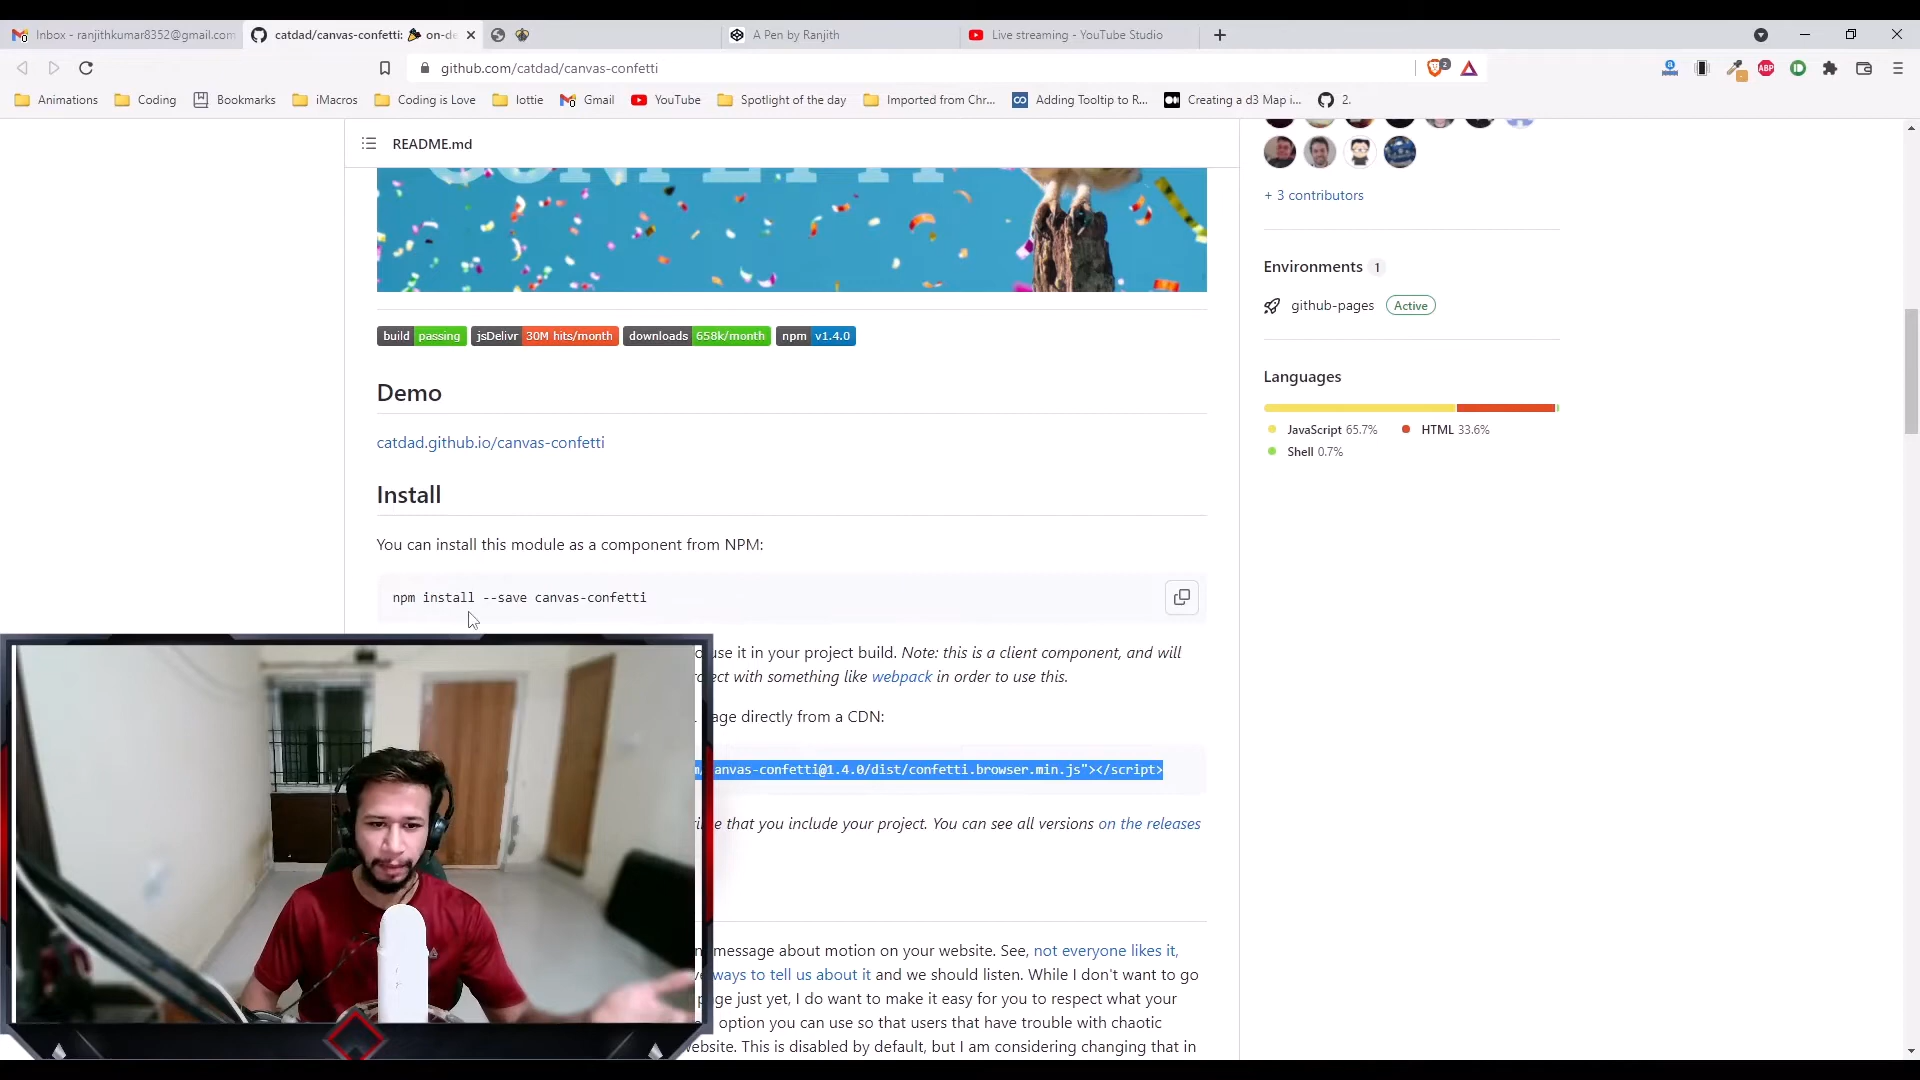 Inbox - ranjithkumar8352@gmail.com
catdad/canvas-confetti: 🎉 on-de
A Pen by Ranjith
Live streaming - YouTube Studio
github.com/catdad/canvas-confetti
2
ABP
Animations
Coding
Bookmarks
iMacros
Coding is Love
lottie
Gmail
YouTube
Spotlight of the day
Imported from Chr...
Adding Tooltip to R...
Creating a d3 Map i...
2.
README.md
CONFETTI
build passing
jsDelivr 30M hits/month
downloads 658k/month
npm v1.4.0
Demo
catdad.github.io/canvas-confetti
Install
You can install this module as a component from NPM:
npm install --save canvas-confetti
use it in your project build. Note: this is a client component, and will
ect with something like webpack in order to use this.
age directly from a CDN:
canvas-confetti@1.4.0/dist/confetti.browser.min.js"></script>
e that you include your project. You can see all versions on the releases
message about motion on your website. See, not everyone likes it,
ways to tell us about it and we should listen. While I don't want to go
page just yet, I do want to make it easy for you to respect what your
option you can use so that users that have trouble with chaotic
website. This is disabled by default, but I am considering changing that in
+ 3 contributors
Environments 1
github-pages Active
Languages
JavaScript 65.7%
HTML 33.6%
Shell 0.7%